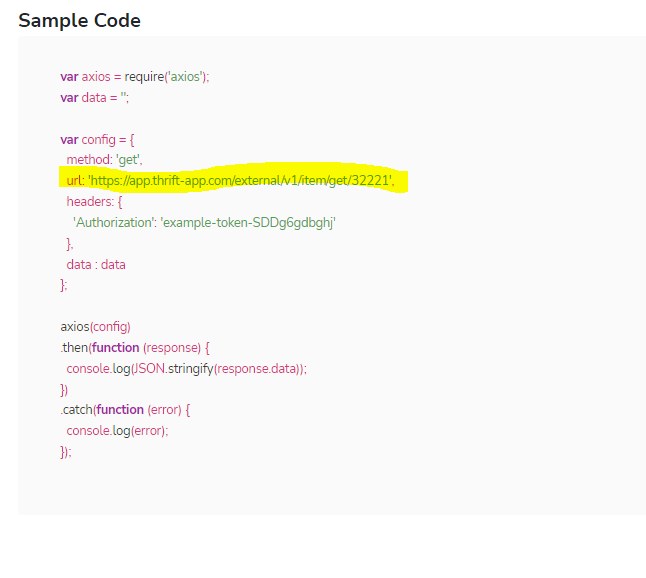 Sample Code
var axios = require('axios');
var data = '';
var config = {
method: 'get',
url: 'https://app.thrift-app.com/external/v1/item/get/32221',
headers: {
'Authorization': 'example-token-SDDg6gdbghj'
},
data : data
};
axios(config)
.then(function (response) {
console.log(JSON.stringify(response.data));
})
.catch(function (error) {
console.log(error);
});